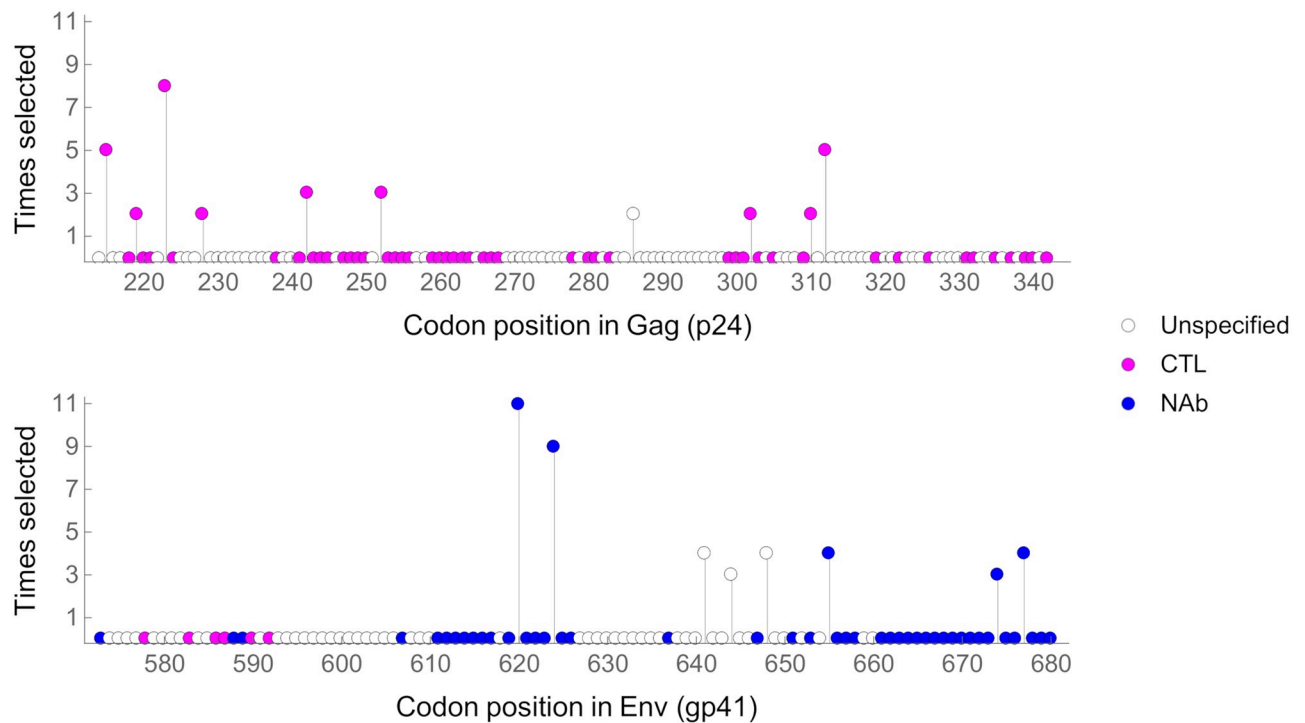 11
9
7
5
3
1
Times selected
220 230 240 250 260 270 280 290 300 310 320 330 340
Codon position in Gag (p24)
Unspecified
CTL
NAb
11
9
7
5
3
1
Times selected
580 590 600 610 620 630 640 650 660 670 680
Codon position in Env (gp41)